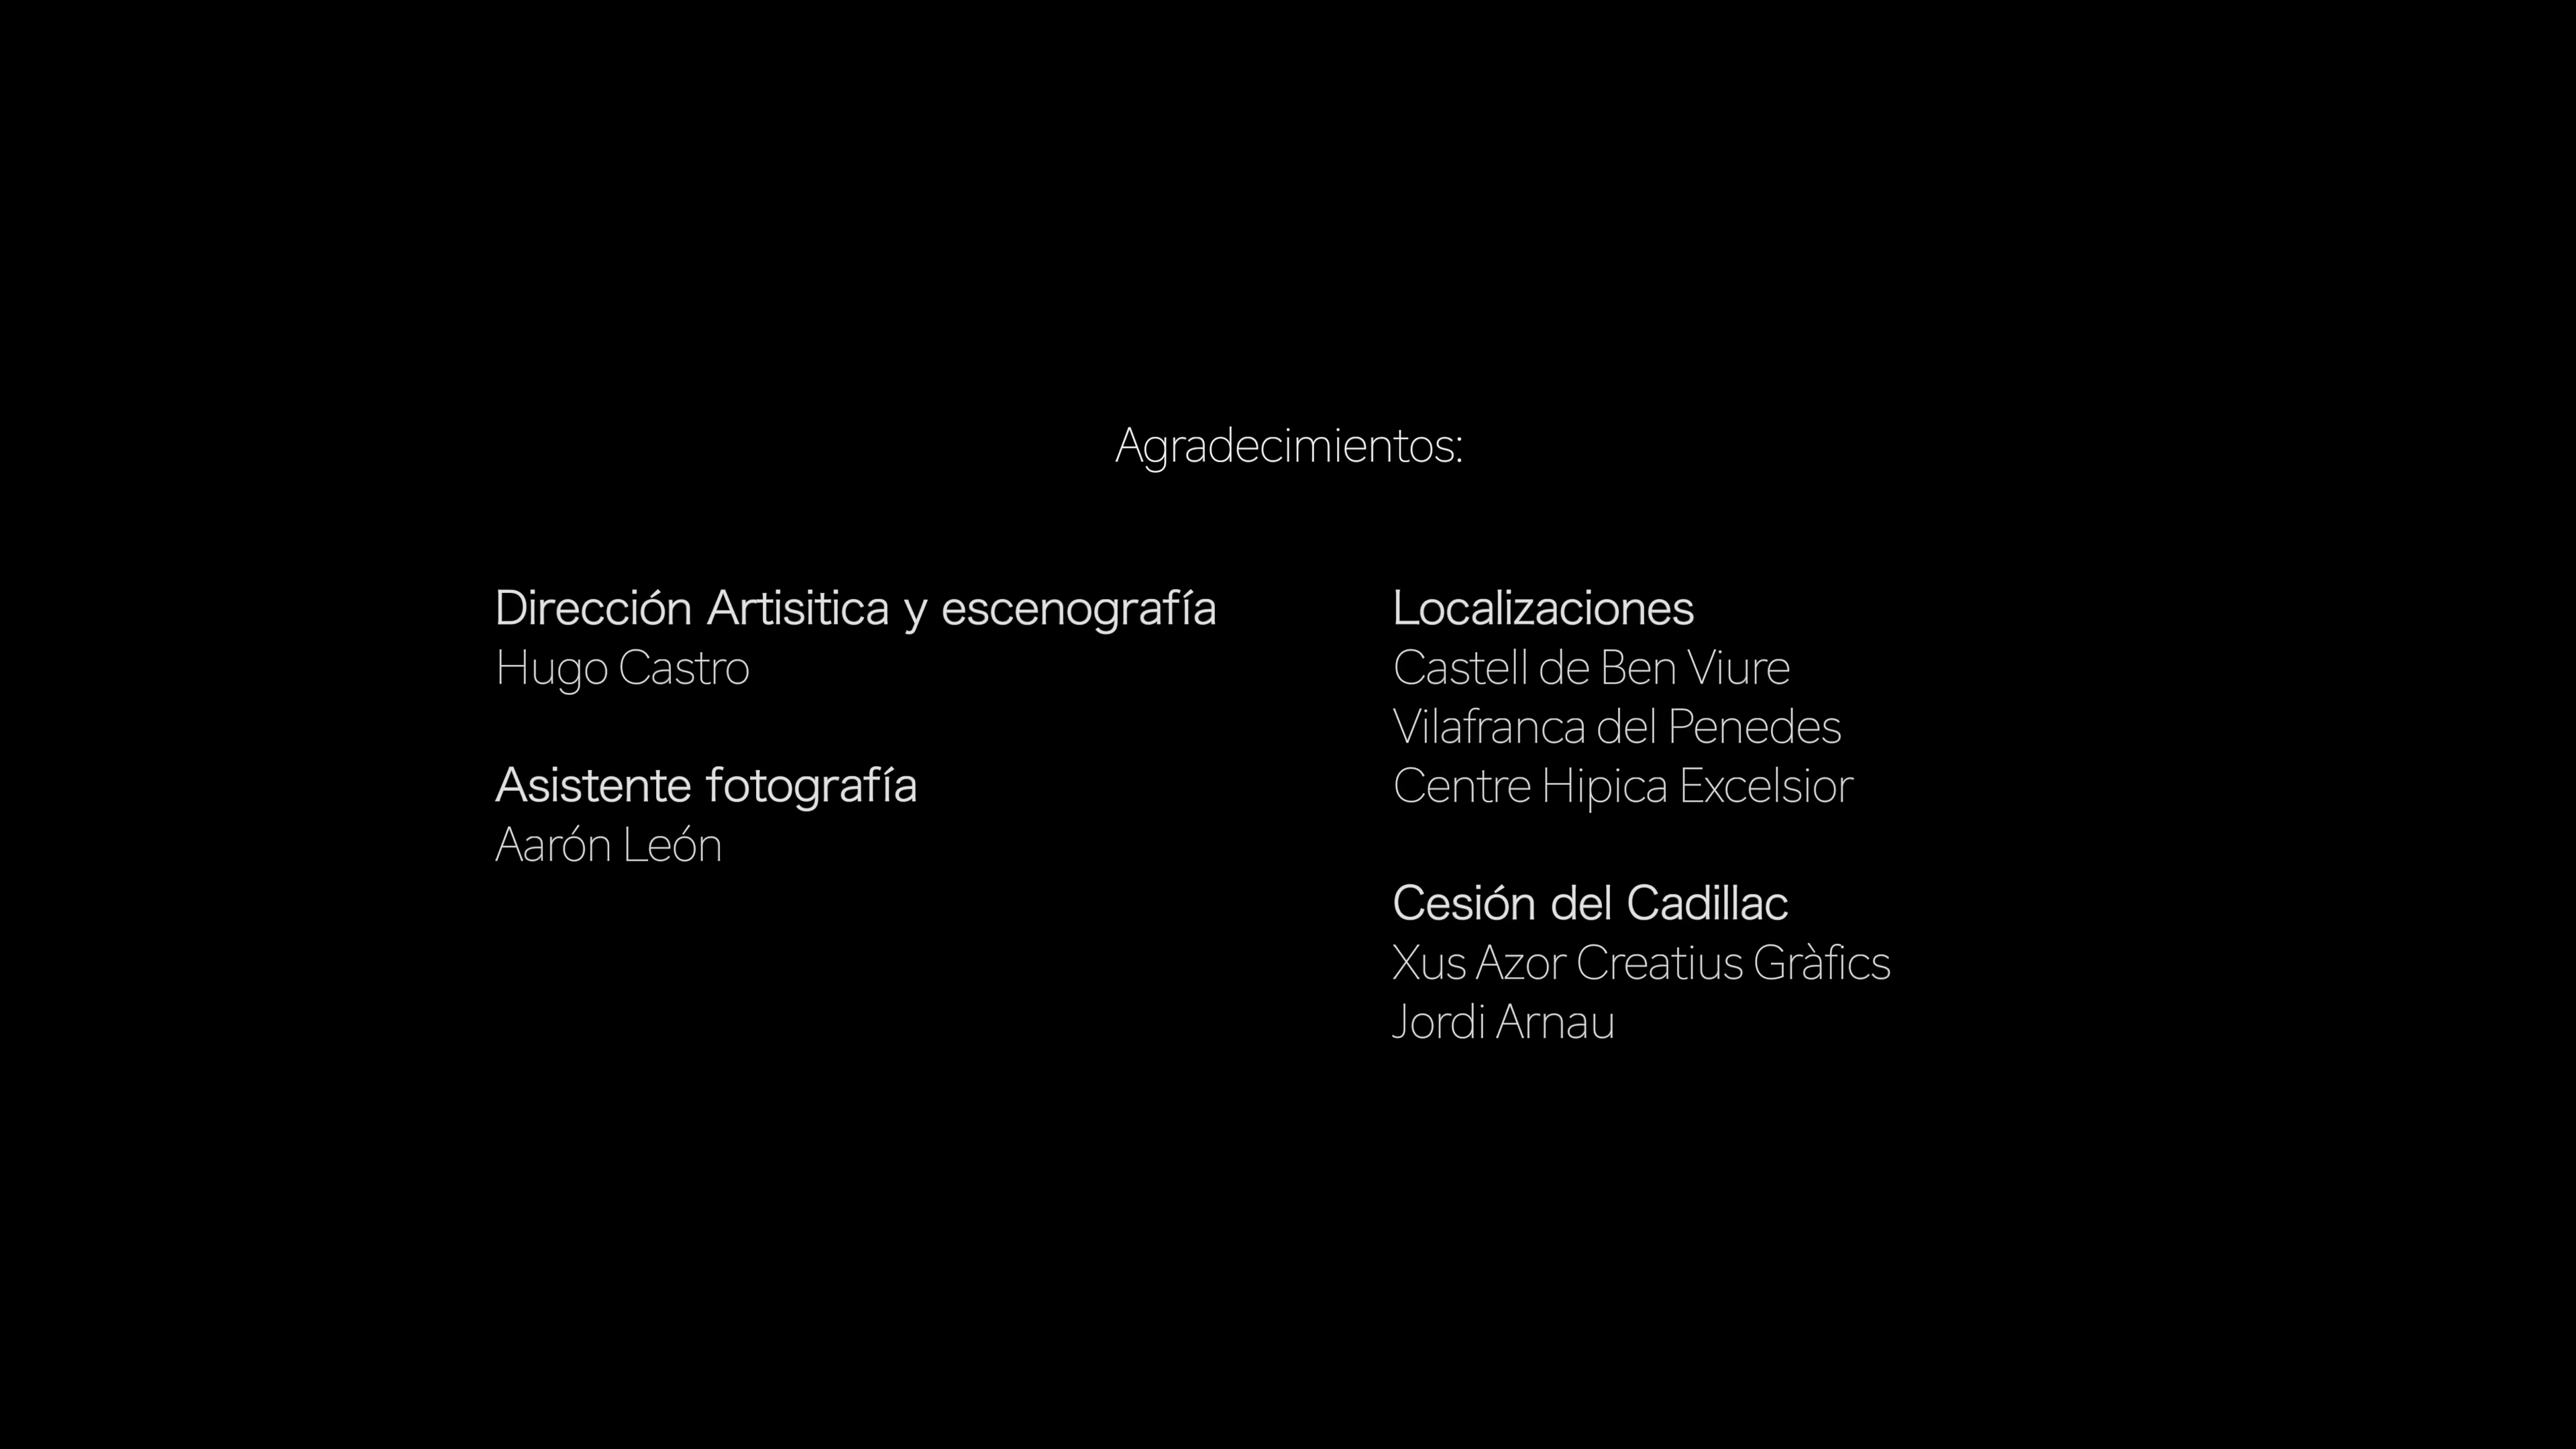 Agradecimientos:
Dirección Artisitica y escenografía
Hugo Castro
Asistente fotografía
Aarón León
Localizaciones
Castell de Ben Viure
Vilafranca del Penedes
Centre Hipica Excelsior
Cesión del Cadillac
Xus Azor Creatius Gràfics
Jordi Arnau